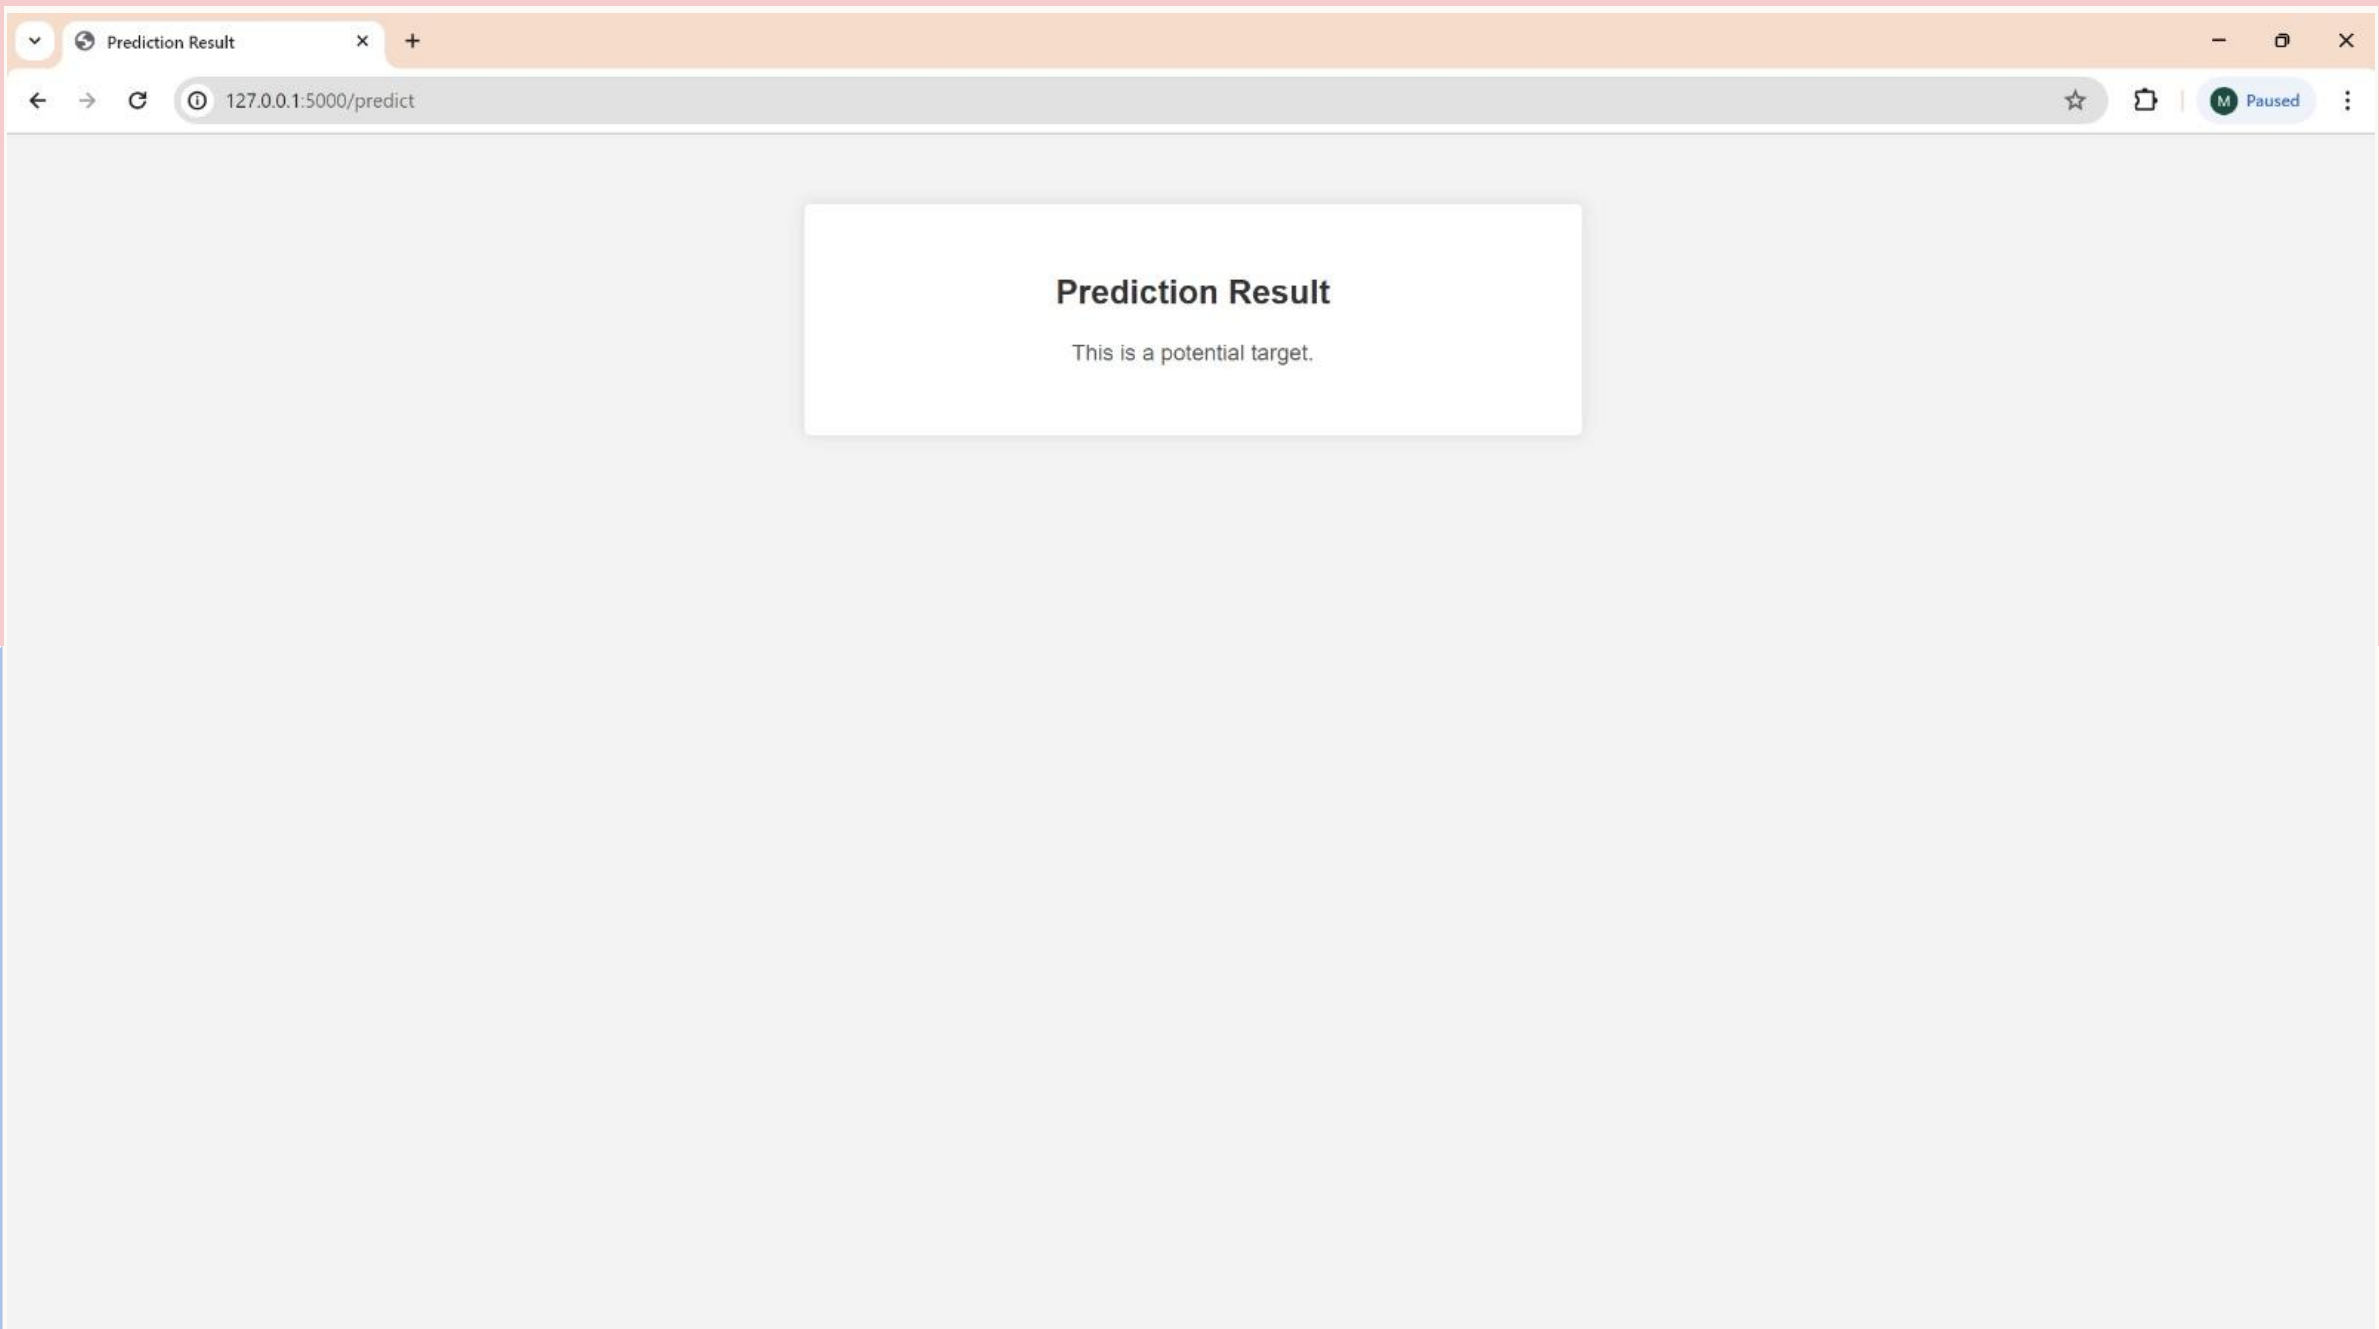 Prediction Result
127.0.0.1:5000/predict
M Paused
Prediction Result
This is a potential target.